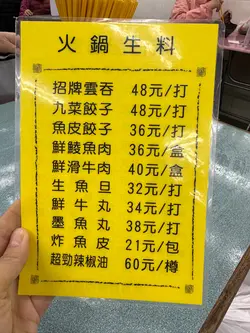 火鍋生料
招牌雲吞 48元/打
九菜餃子 48元/打
魚皮餃子 36元/打
鮮鯪魚肉 36元/盒
鮮滑牛肉 40元/盒
生魚旦 32元/打
鮮牛丸 34元/打
墨魚丸 38元/打
炸魚皮 21元/包
超勁辣椒油 60元/樽